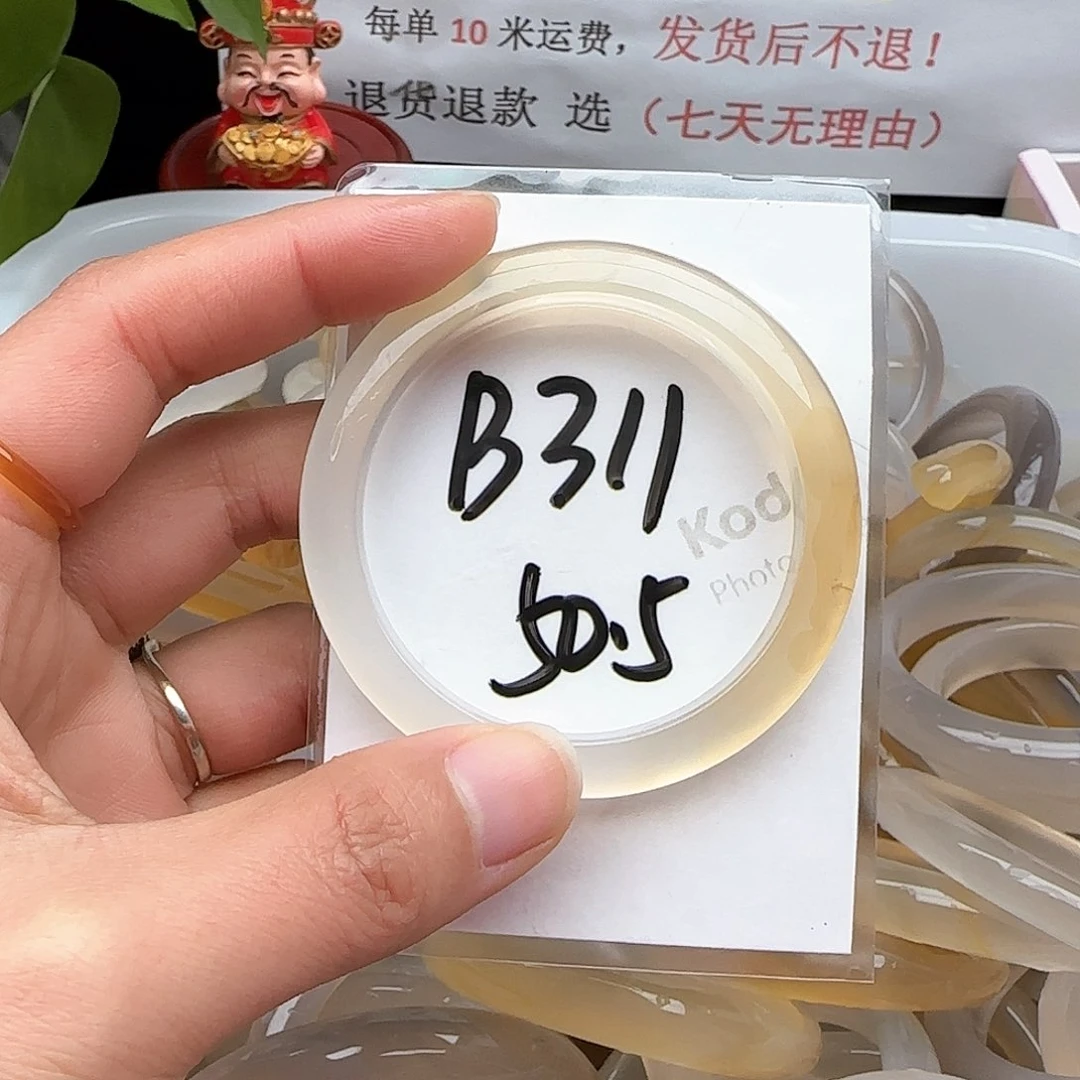 每单 10 米运费，发货后不退！
退货退款 选（七天无理由）
B311
50.5
Kod
Photo